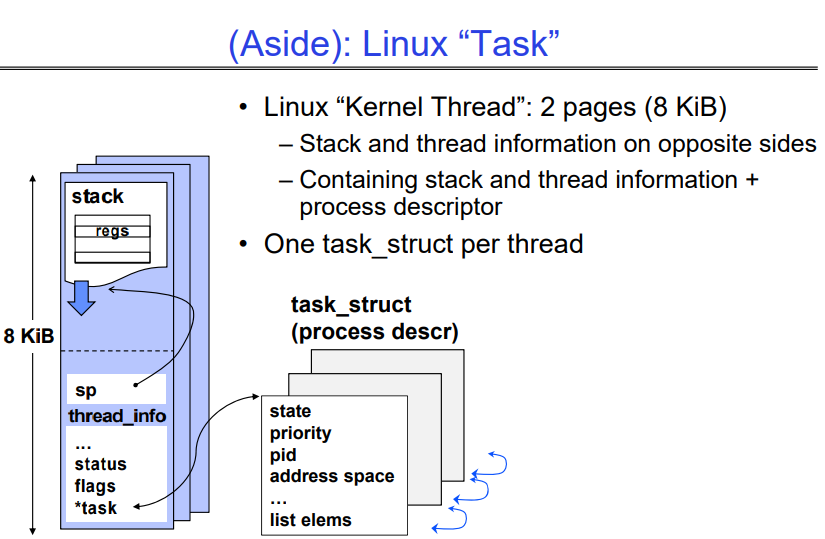 (Aside): Linux “Task”
• Linux “Kernel Thread”: 2 pages (8 KiB)
– Stack and thread information on opposite sides
– Containing stack and thread information +
process descriptor
• One task_struct per thread
stack
regs
8 KiB
sp
thread_info
...
status
flags
*task
task_struct
(process descr)
state
priority
pid
address space
...
list elems